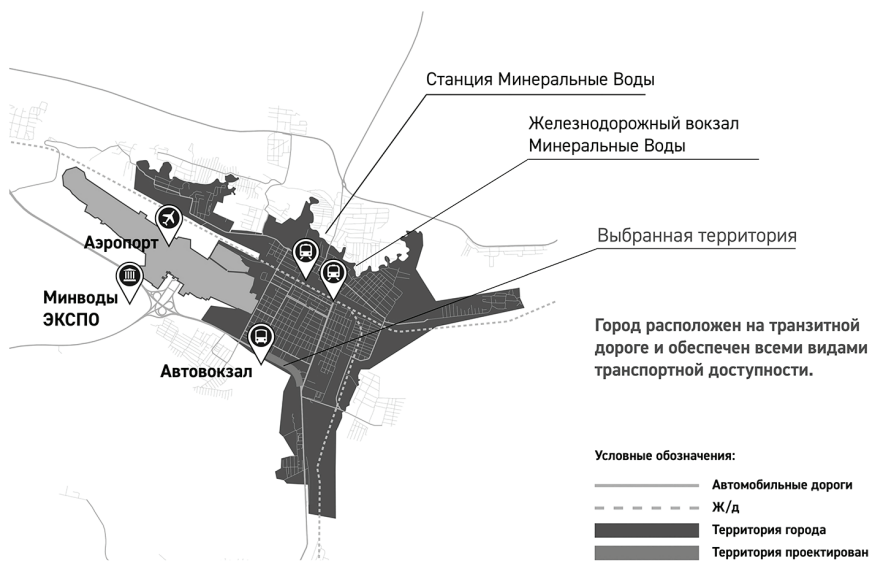 Станция Минеральные Воды
Железнодорожный вокзал
Минеральные Воды
Выбранная территория
Аэропорт
Минводы
ЭКСПО
Автовокзал
Город расположен на транзитной
дороге и обеспечен всеми видами
транспортной доступности.
Условные обозначения:
Автомобильные дороги
Ж/д
Территория города
Территория проектирован